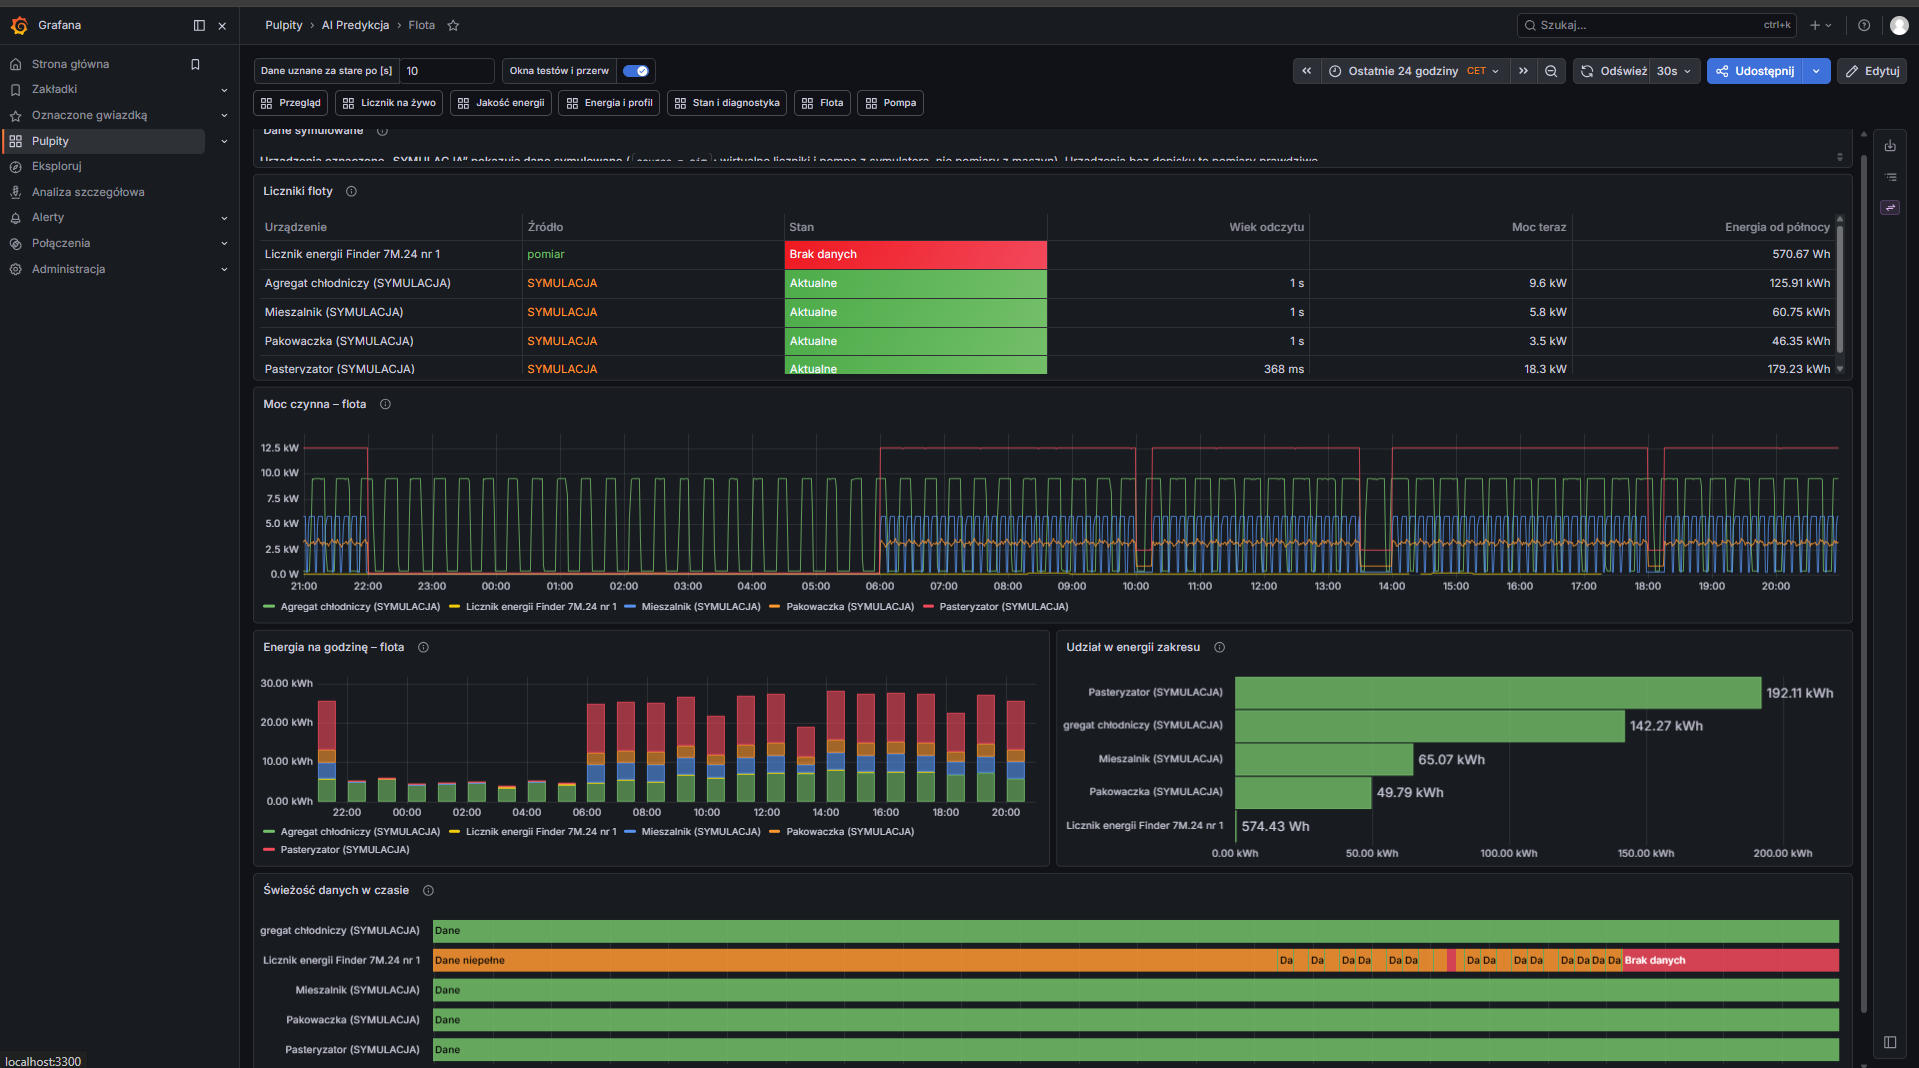 Grafana
Pulpity › AI Predykcja › Flota
Szukaj...
ctrl+k
Strona główna
Zakładki
Oznaczone gwiazdką
Pulpity
Eksploruj
Analiza szczegółowa
Alerty
Połączenia
Administracja
Dane uznane za stare po [s] 10
Okna testów i przerw
Ostatnie 24 godziny CET
Odśwież 30s
Udostępnij
Edytuj
Przegląd
Licznik na żywo
Jakość energii
Energia i profil
Stan i diagnostyka
Flota
Pompa
Dane symulowane
Liczniki floty
Urządzenie Źródło Stan Wiek odczytu Moc teraz Energia od północy
Licznik energii Finder 7M.24 nr 1 pomiar Brak danych 570.67 Wh
Agregat chłodniczy (SYMULACJA) SYMULACJA Aktualne 1 s 9.6 kW 125.91 kWh
Mieszalnik (SYMULACJA) SYMULACJA Aktualne 1 s 5.8 kW 60.75 kWh
Pakowaczka (SYMULACJA) SYMULACJA Aktualne 1 s 3.5 kW 46.35 kWh
Pasteryzator (SYMULACJA) SYMULACJA Aktualne 368 ms 18.3 kW 179.23 kWh
Moc czynna – flota
12.5 kW
10.0 kW
7.5 kW
5.0 kW
2.5 kW
0.0 W
21:00 22:00 23:00 00:00 01:00 02:00 03:00 04:00 05:00 06:00 07:00 08:00 09:00 10:00 11:00 12:00 13:00 14:00 15:00 16:00 17:00 18:00 19:00 20:00
Agregat chłodniczy (SYMULACJA) Licznik energii Finder 7M.24 nr 1 Mieszalnik (SYMULACJA) Pakowaczka (SYMULACJA) Pasteryzator (SYMULACJA)
Energia na godzinę – flota
30.00 kWh
20.00 kWh
10.00 kWh
0.00 kWh
22:00 00:00 02:00 04:00 06:00 08:00 10:00 12:00 14:00 16:00 18:00 20:00
Agregat chłodniczy (SYMULACJA) Licznik energii Finder 7M.24 nr 1 Mieszalnik (SYMULACJA) Pakowaczka (SYMULACJA)
Pasteryzator (SYMULACJA)
Udział w energii zakresu
Pasteryzator (SYMULACJA) 192.11 kWh
gregat chłodniczy (SYMULACJA) 142.27 kWh
Mieszalnik (SYMULACJA) 65.07 kWh
Pakowaczka (SYMULACJA) 49.79 kWh
Licznik energii Finder 7M.24 nr 1 574.43 Wh
0.00 kWh 50.00 kWh 100.00 kWh 150.00 kWh 200.00 kWh
Świeżość danych w czasie
gregat chłodniczy (SYMULACJA) Dane
Licznik energii Finder 7M.24 nr 1 Dane niepełne Da Da Da Da Da Da Da Da Da Da Da Da Da Da Brak danych
Mieszalnik (SYMULACJA) Dane
Pakowaczka (SYMULACJA) Dane
Pasteryzator (SYMULACJA) Dane
localhost:3300